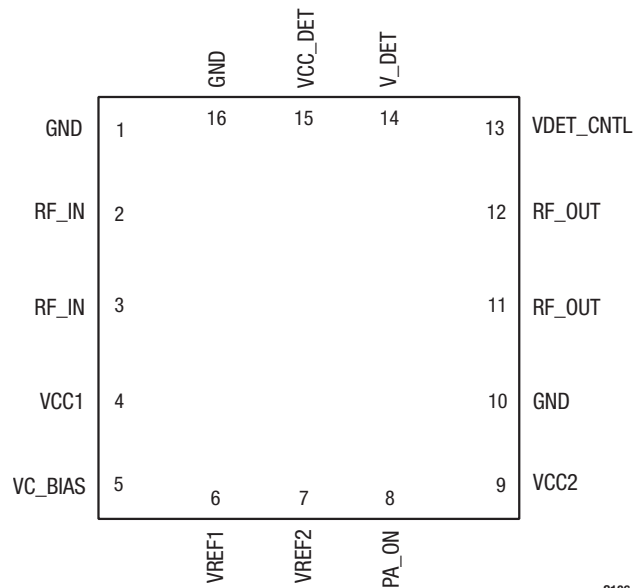 GND
VCC_DET
V_DET
16
15
14
GND
1
13
VDET_CNTL
RF_IN
2
12
RF_OUT
RF_IN
3
11
RF_OUT
VCC1
4
10
GND
VC_BIAS
5
9
VCC2
6
7
8
VREF1
VREF2
PA_ON